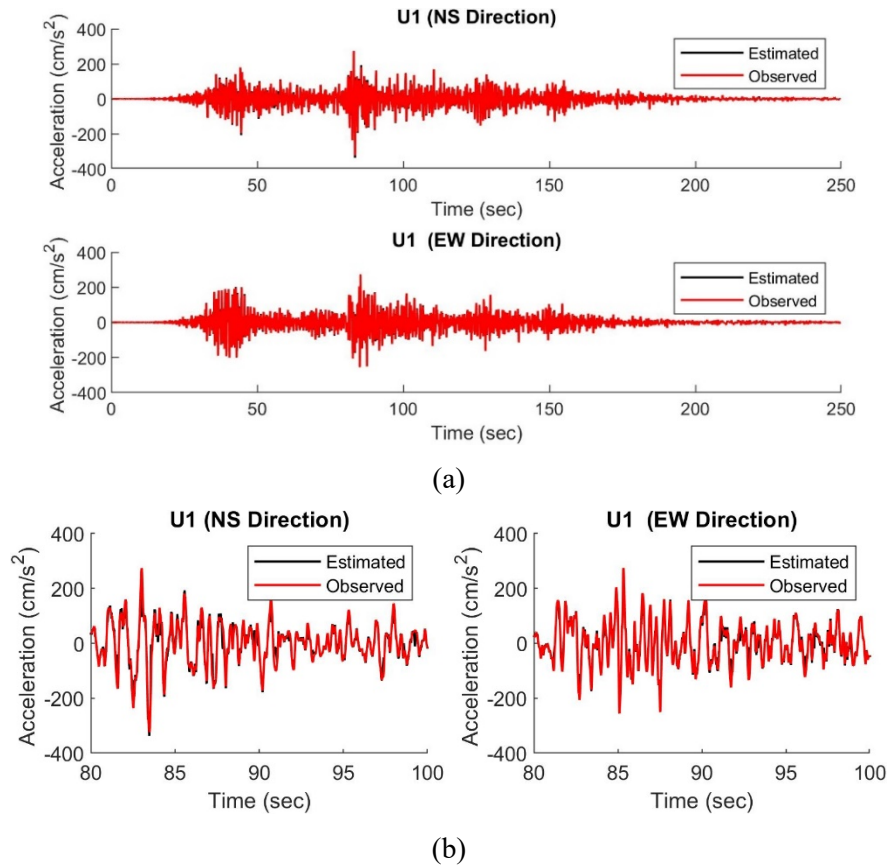 U1 (NS Direction)
Acceleration (cm/s²)
400
200
0
-200
-400
Estimated
Observed
0 50 100 150 200 250
Time (sec)
U1 (EW Direction)
Acceleration (cm/s²)
400
200
0
-200
-400
Estimated
Observed
0 50 100 150 200 250
Time (sec)
(a)
U1 (NS Direction)
Acceleration (cm/s²)
400
200
0
-200
-400
Estimated
Observed
80 85 90 95 100
Time (sec)
U1 (EW Direction)
Acceleration (cm/s²)
400
200
0
-200
-400
Estimated
Observed
80 85 90 95 100
Time (sec)
(b)